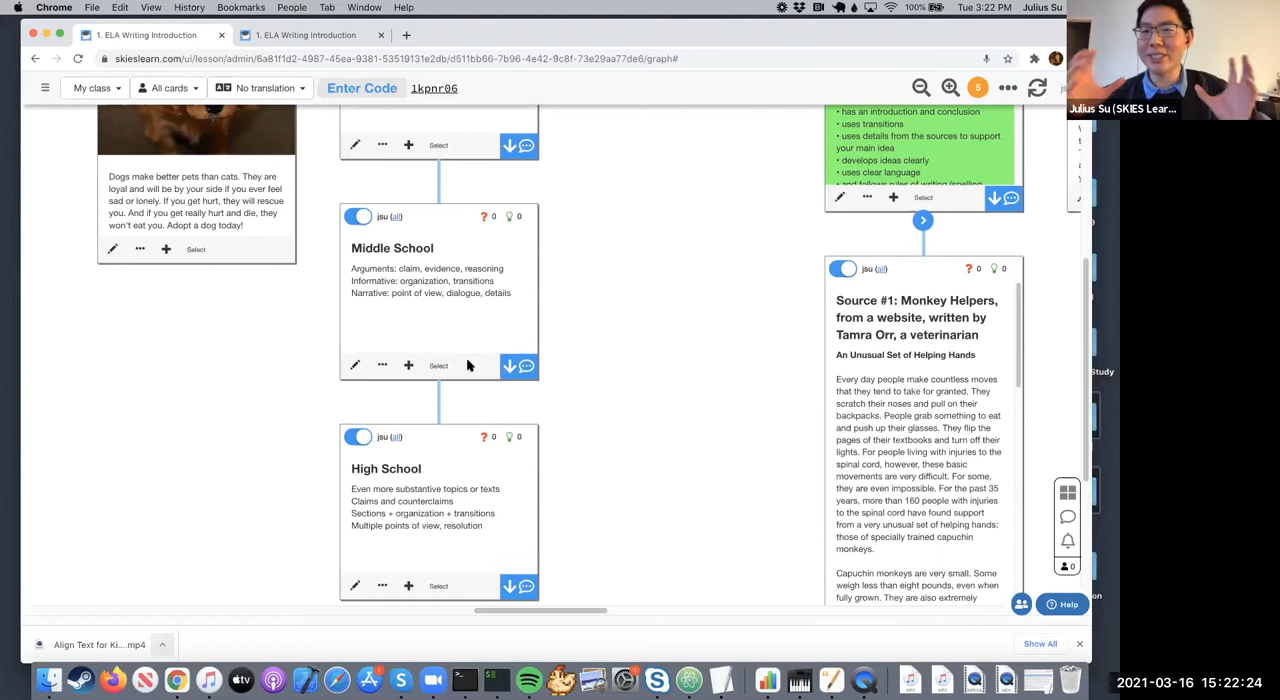 Chrome File Edit View History Bookmarks People Tab Window Help
100% Tue 3:22 PM Julius Su
1. ELA Writing Introduction
1. ELA Writing Introduction
skieslearn.com/ui/lesson/admin/6a81f1d2-4987-45ea-9381-53519131e2db/d511bb66-7b96-4e42-9c8f-73e29aa77de6/graph#
My class All cards No translation Enter Code 1kpnr06
5
Julius Su (SKIES Lear...
Dogs make better pets than cats. They are
loyal and will be by your side if you ever feel
sad or lonely. If you get hurt, they will rescue
you. And if you get really hurt and die, they
won't eat you. Adopt a dog today!
Select
Select
jsu (all) ? 0 0
Middle School
Arguments: claim, evidence, reasoning
Informative: organization, transitions
Narrative: point of view, dialogue, details
Select
jsu (all) ? 0 0
High School
Even more substantive topics or texts
Claims and counterclaims
Sections + organization + transitions
Multiple points of view, resolution
Select
• has an introduction and conclusion
• uses transitions
• uses details from the sources to support
your main idea
• develops ideas clearly
• uses clear language
• and follows rules of writing (spelling
Select
jsu (all) ? 0 0
Source #1: Monkey Helpers,
from a website, written by
Tamra Orr, a veterinarian
An Unusual Set of Helping Hands
Every day people make countless moves
that they tend to take for granted. They
scratch their noses and pull on their
backpacks. People grab something to eat
and push up their glasses. They flip the
pages of their textbooks and turn off their
lights. For people living with injuries to the
spinal cord, however, these basic
movements are very difficult. For some,
they are even impossible. For the past 35
years, more than 160 people with injuries
to the spinal cord have found support
from a very unusual set of helping hands:
those of specially trained capuchin
monkeys.
Capuchin monkeys are very small. Some
weigh less than eight pounds, even when
fully grown. They are also extremely
0
Help
Study
on
Align Text for Ki....mp4
Show All
2021-03-16 15:22:24